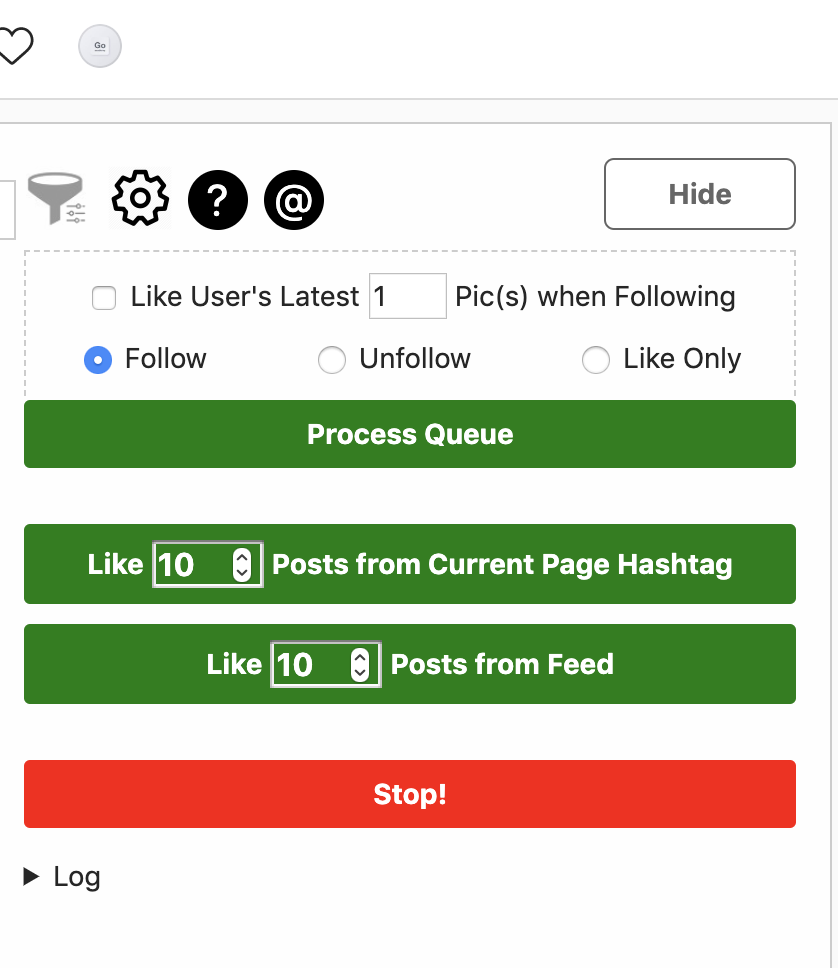 Go
?
@
Hide
Like User's Latest 1 Pic(s) when Following
Follow
Unfollow
Like Only
Process Queue
Like 10 Posts from Current Page Hashtag
Like 10 Posts from Feed
Stop!
Log